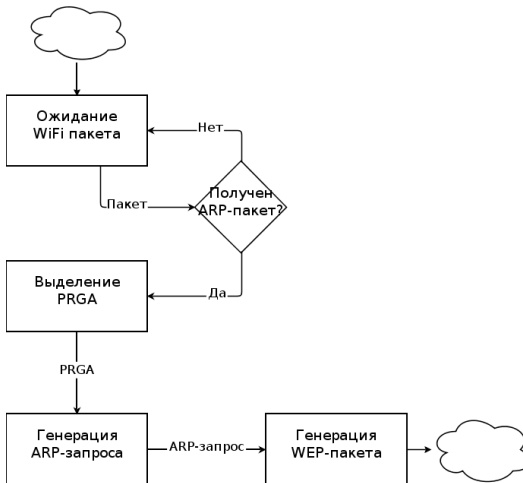 Ожидание
WiFi пакета
Нет
Пакет
Получен
ARP-пакет?
Да
Выделение
PRGA
PRGA
Генерация
ARP-запроса
ARP-запрос
Генерация
WEP-пакета